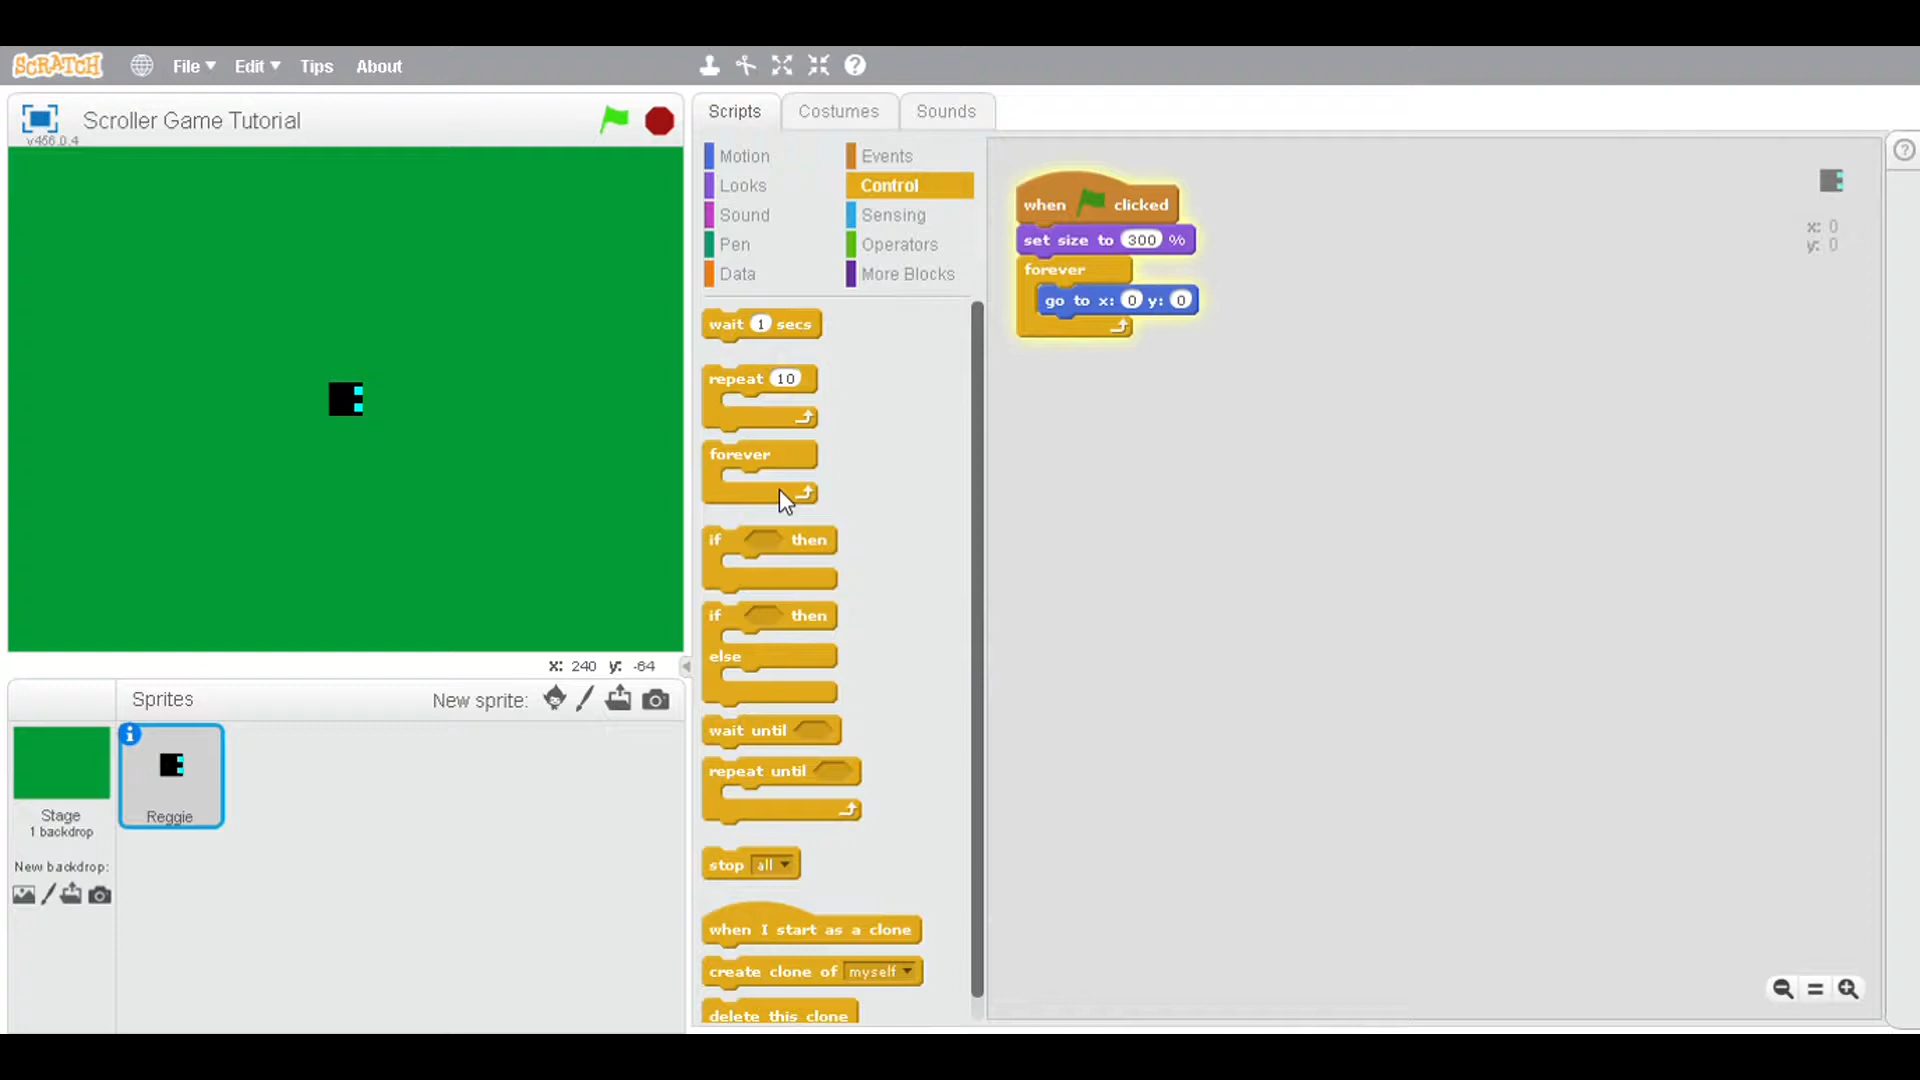 SCRATCH File Edit Tips About
Scroller Game Tutorial
v456.0.4
Scripts Costumes Sounds
Motion Events
Looks Control
Sound Sensing
Pen Operators
Data More Blocks
wait 1 secs
repeat 10
forever
if then
if then
else
wait until
repeat until
stop all
when I start as a clone
create clone of myself
delete this clone
when clicked
set size to 300 %
forever
go to x: 0 y: 0
x: 0
y: 0
x: 240 y: -64
Sprites New sprite:
Stage
1 backdrop
New backdrop:
Reggie